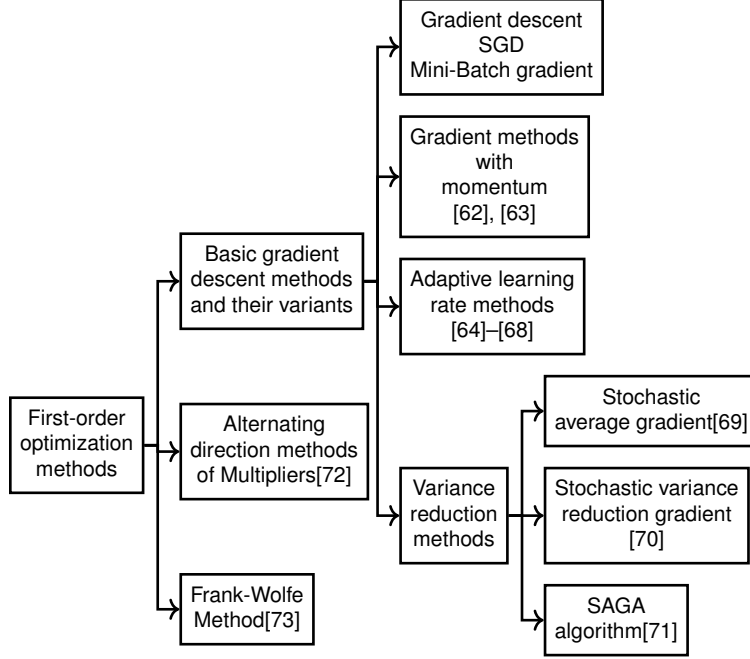 Gradient descent
SGD
Mini-Batch gradient
Gradient methods
with
momentum
[62], [63]
Basic gradient
descent methods
and their variants
Adaptive learning
rate methods
[64]–[68]
First-order
optimization
methods
Alternating
direction methods
of Multipliers[72]
Variance
reduction
methods
Stochastic
average gradient[69]
Stochastic variance
reduction gradient
[70]
Frank-Wolfe
Method[73]
SAGA
algorithm[71]